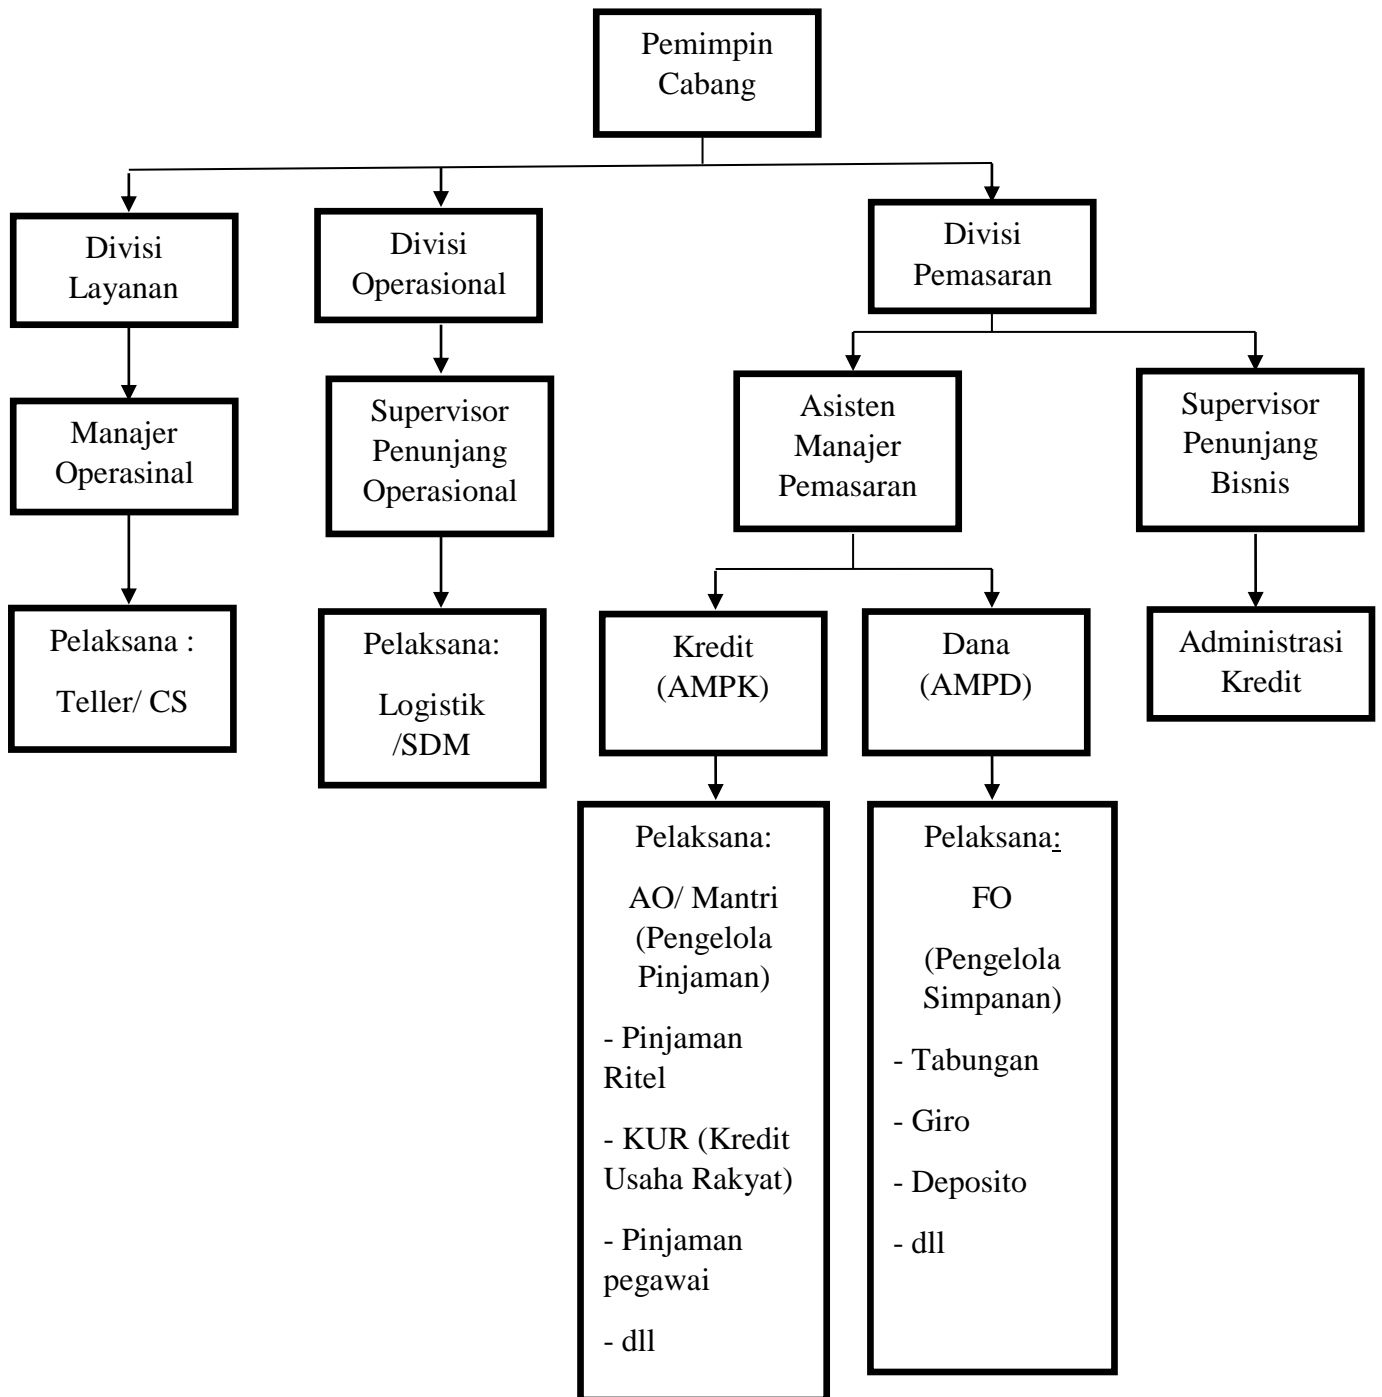 Pemimpin
Cabang
Divisi
Layanan
Divisi
Operasional
Divisi
Pemasaran
Manajer
Operasinal
Supervisor
Penunjang
Operasional
Asisten
Manajer
Pemasaran
Supervisor
Penunjang
Bisnis
Pelaksana :
Teller/ CS
Pelaksana:
Logistik
/SDM
Kredit
(AMPK)
Dana
(AMPD)
Administrasi
Kredit
Pelaksana:
AO/ Mantri
(Pengelola
Pinjaman)
- Pinjaman
Ritel
- KUR (Kredit
Usaha Rakyat)
- Pinjaman
pegawai
- dll
Pelaksana:
FO
(Pengelola
Simpanan)
- Tabungan
- Giro
- Deposito
- dll